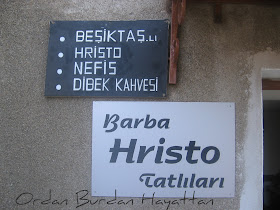 • BEŞİKTAŞ.Lİ
• HRİSTO
• NEFİS
• DİBEK KAHVESİ
Barba
Hristo
Tatlıları
Ordan Burdan Hayattan